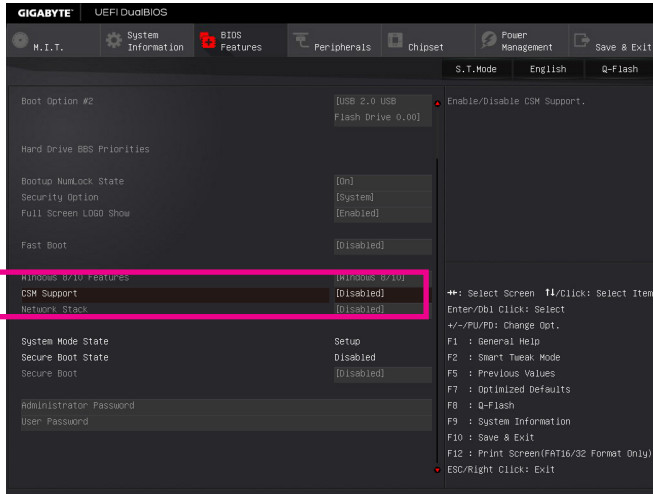 GIGABYTE™ UEFI DualBIOS
M.I.T.
System Information
BIOS Features
Peripherals
Chipset
Power Management
Save & Exit
S.T.Mode English Q-Flash
Boot Option #2 [USB 2.0 USB Flash Drive 0.00]
Hard Drive BBS Priorities
Bootup NumLock State [On]
Security Option [System]
Full Screen LOGO Show [Enabled]
Fast Boot [Disabled]
Windows 8/10 Features [Windows 8/10]
CSM Support [Disabled]
Network Stack [Disabled]
System Mode State Setup
Secure Boot State Disabled
Secure Boot [Disabled]
Administrator Password
User Password
Enable/Disable CSM Support.
→←: Select Screen ↑↓/Click: Select Item
Enter/Dbl Click: Select
+/-/PU/PD: Change Opt.
F1 : General Help
F2 : Smart Tweak Mode
F5 : Previous Values
F7 : Optimized Defaults
F8 : Q-Flash
F9 : System Information
F10 : Save & Exit
F12 : Print Screen(FAT16/32 Format Only)
ESC/Right Click: Exit